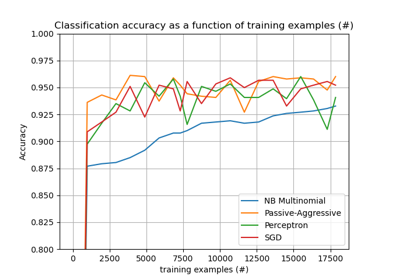 Classification accuracy as a function of training examples (#)
1.000
0.975
0.950
0.925
0.900
0.875
0.850
0.825
0.800
Accuracy
NB Multinomial
Passive-Aggressive
Perceptron
SGD
0 2500 5000 7500 10000 12500 15000 17500
training examples (#)